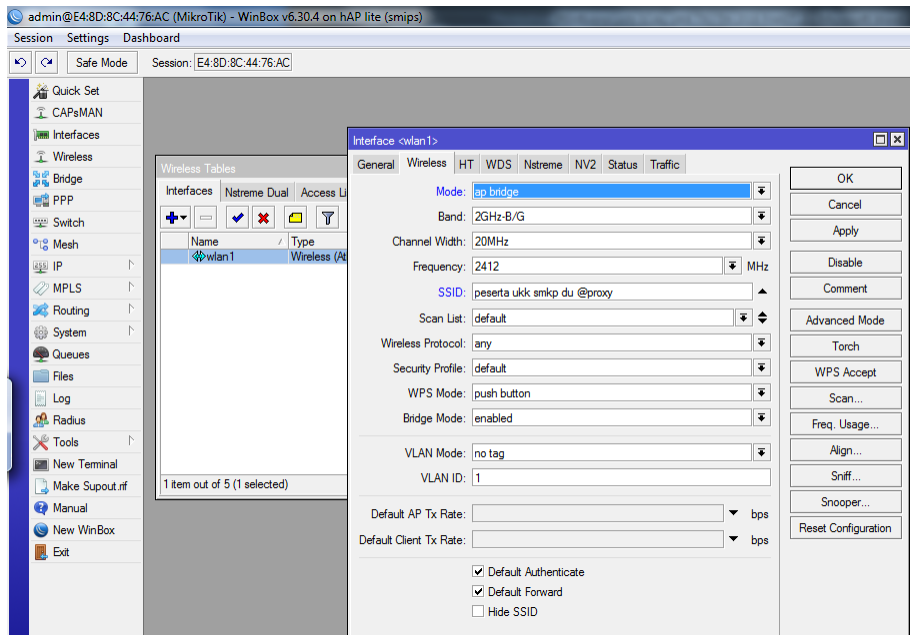 admin@E4:8D:8C:44:76:AC (MikroTik) - WinBox v6.30.4 on hAP lite (smips)
Session Settings Dashboard
Safe Mode Session: E4:8D:8C:44:76:AC
Quick Set
CAPsMAN
Interfaces
Wireless
Bridge
PPP
Switch
Mesh
IP
MPLS
Routing
System
Queues
Files
Log
Radius
Tools
New Terminal
Make Supout.rif
Manual
New WinBox
Exit
Wireless Tables
Interfaces Nstreme Dual Access Li
Name / Type
wlan1 Wireless (At
1 item out of 5 (1 selected)
Interface <wlan1>
General Wireless HT WDS Nstreme NV2 Status Traffic
Mode: ap bridge
Band: 2GHz-B/G
Channel Width: 20MHz
Frequency: 2412 MHz
SSID: peserta ukk smkp du @proxy
Scan List: default
Wireless Protocol: any
Security Profile: default
WPS Mode: push button
Bridge Mode: enabled
VLAN Mode: no tag
VLAN ID: 1
Default AP Tx Rate: bps
Default Client Tx Rate: bps
Default Authenticate
Default Forward
Hide SSID
OK
Cancel
Apply
Disable
Comment
Advanced Mode
Torch
WPS Accept
Scan...
Freq. Usage...
Align...
Sniff...
Snooper...
Reset Configuration